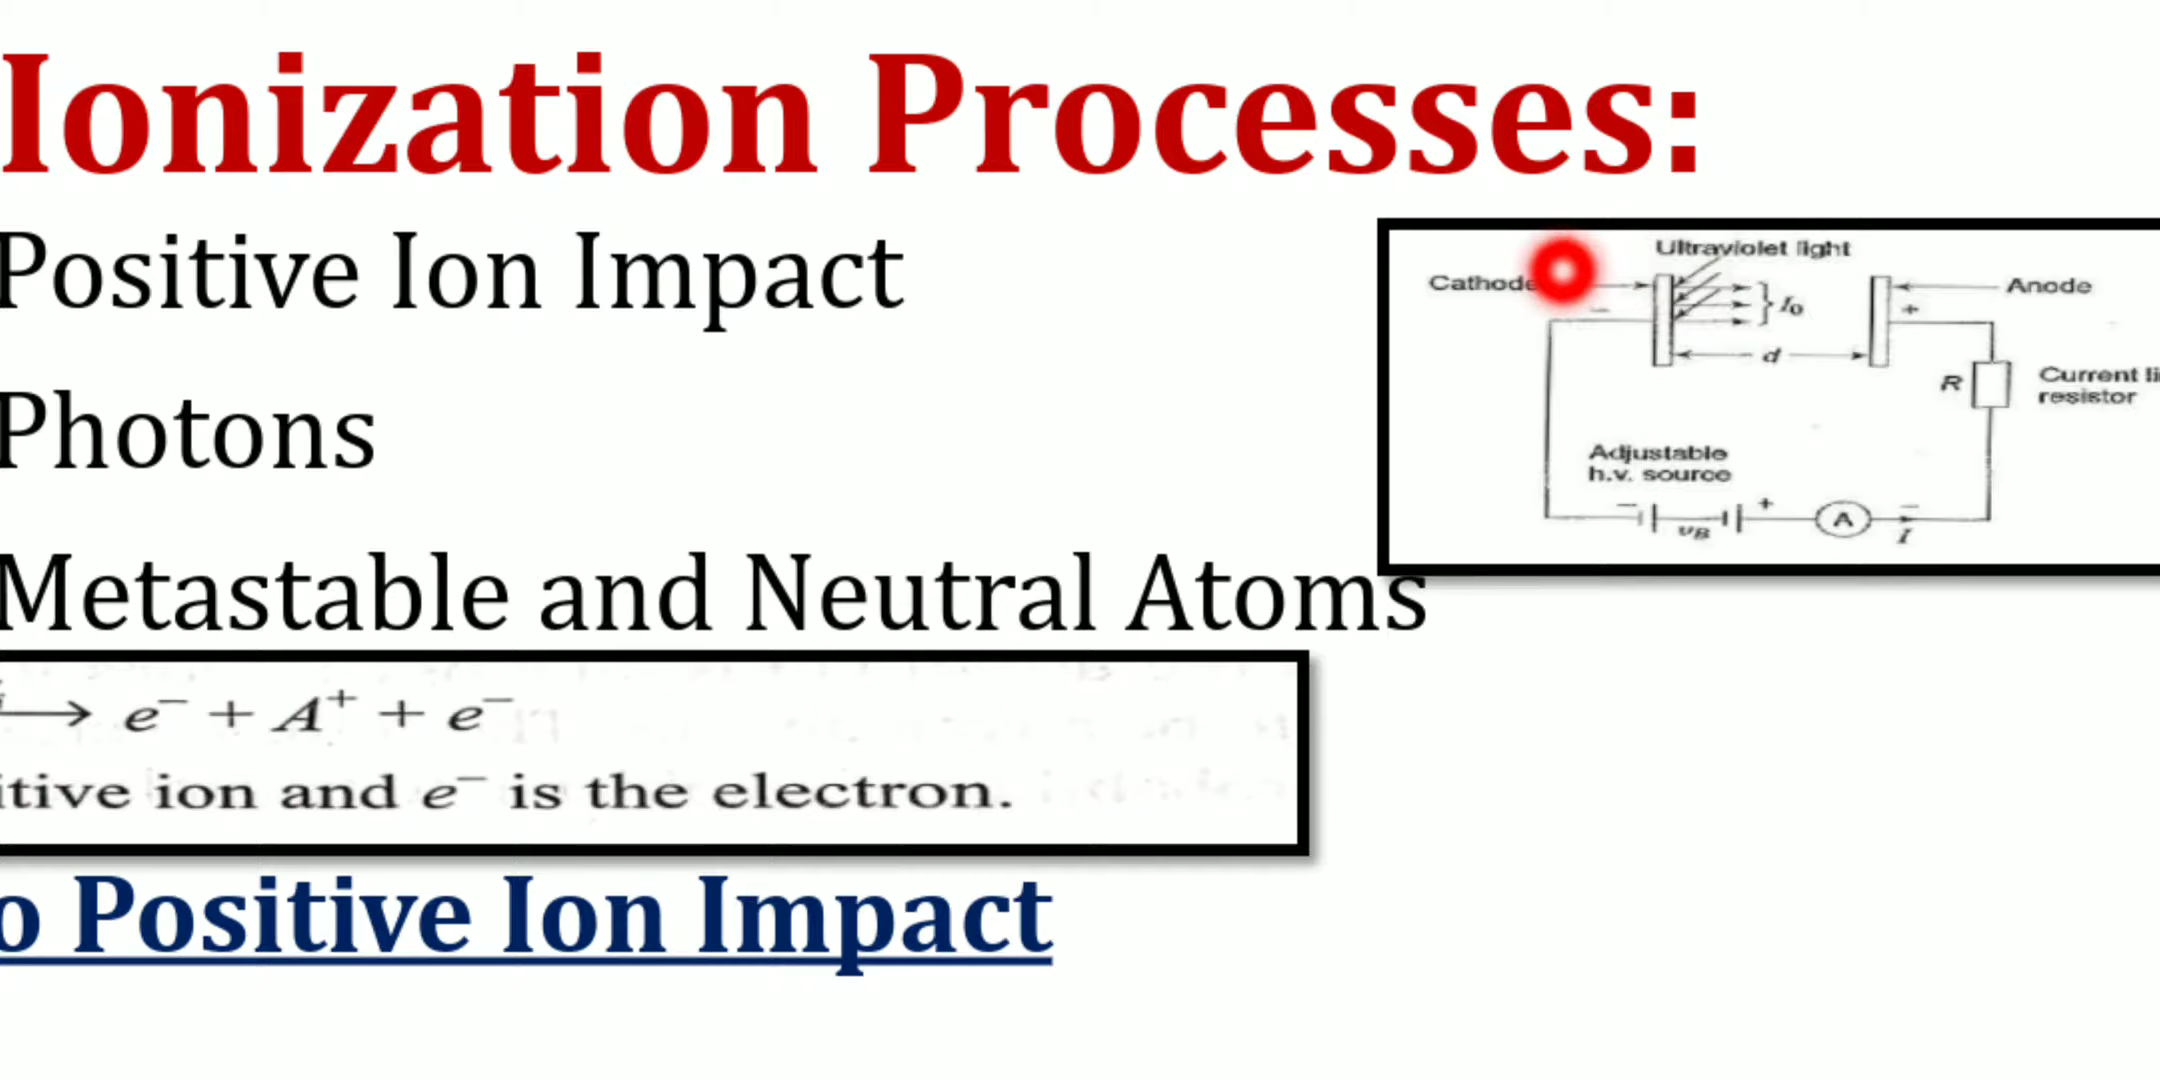 Ionization Processes:
Positive Ion Impact
Photons
Metastable and Neutral Atoms
Ultraviolet light
Cathode
Anode
I₀
− +
d
R
Current li
resistor
Adjustable
h.v. source
− + −
vB A I
⟶ e⁻ + A⁺ + e⁻
itive ion and e⁻ is the electron.
o Positive Ion Impact